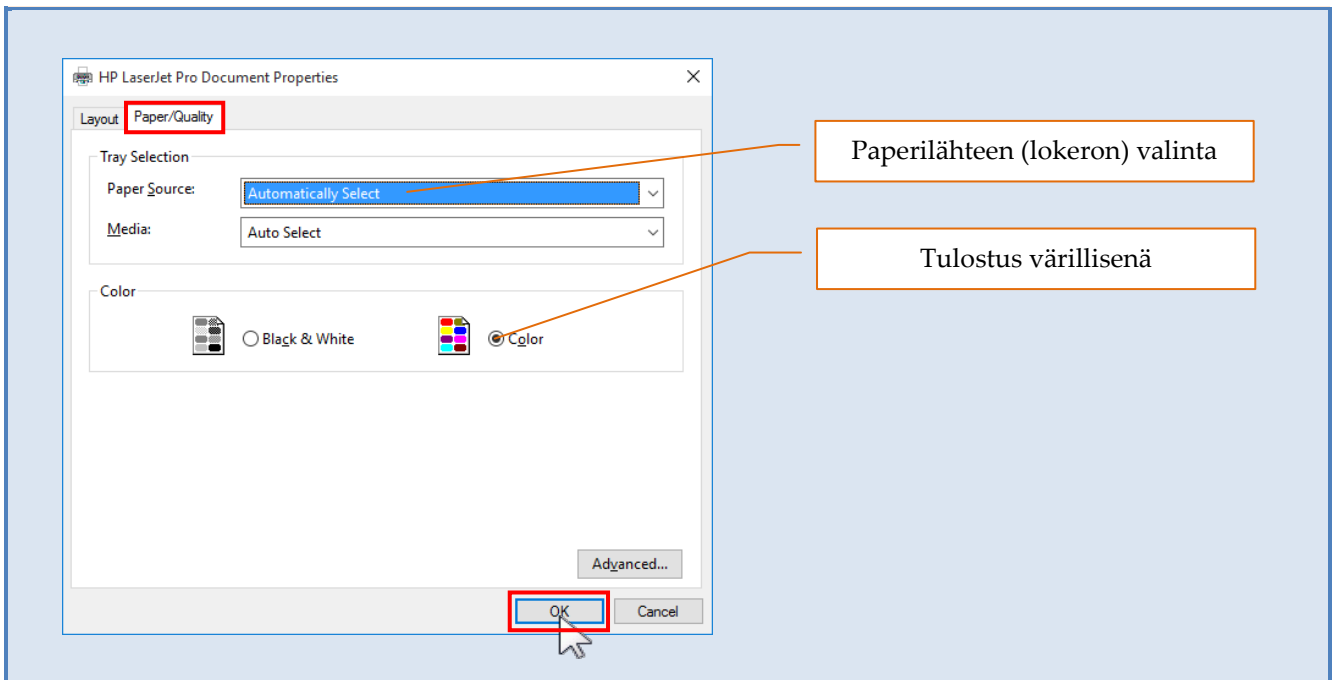 HP LaserJet Pro Document Properties
Layout Paper/Quality
Tray Selection
Paper Source: Automatically Select
Media: Auto Select
Color
Black & White Color
Advanced...
OK Cancel
Paperilähteen (lokeron) valinta
Tulostus värillisenä